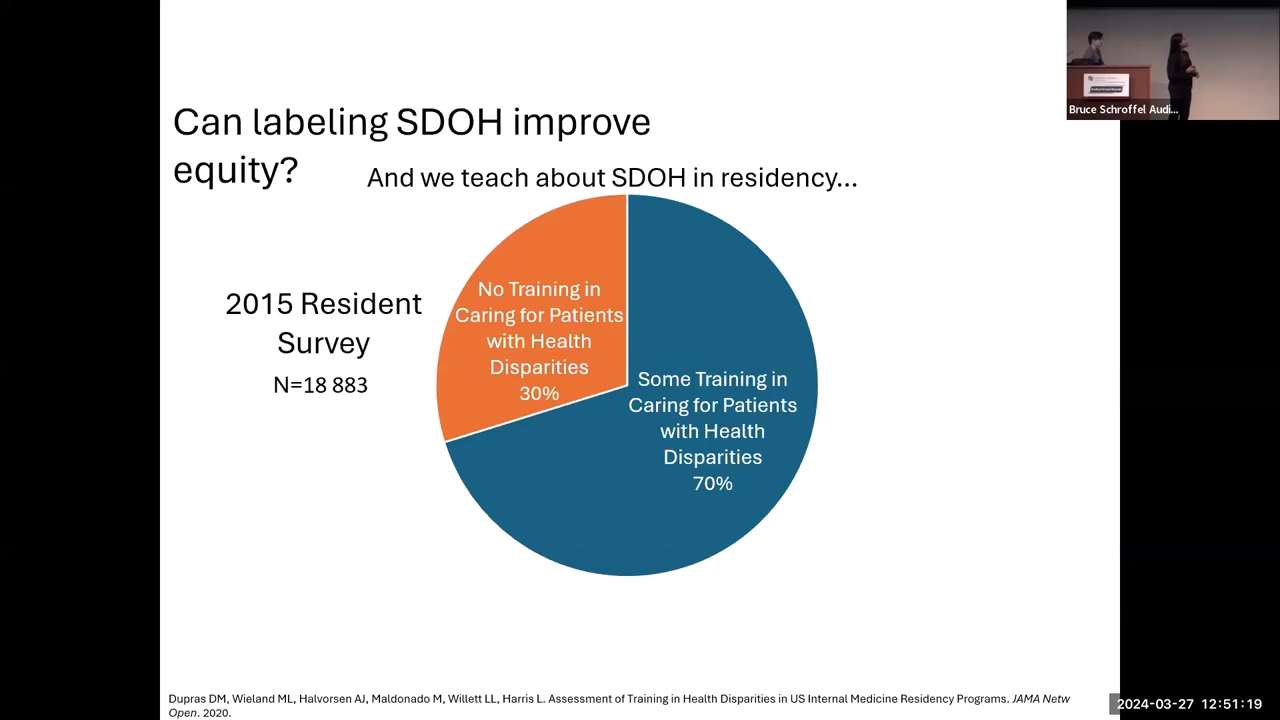 Can labeling SDOH improve
equity?
And we teach about SDOH in residency...
2015 Resident
Survey
N=18 883
No Training in
Caring for Patients
with Health
Disparities
30%
Some Training in
Caring for Patients
with Health
Disparities
70%
Bruce Schroffel Audi...
Dupras DM, Wieland ML, Halvorsen AJ, Maldonado M, Willett LL, Harris L. Assessment of Training in Health Disparities in US Internal Medicine Residency Programs. JAMA Netw
Open. 2020.
2024-03-27 12:51:19